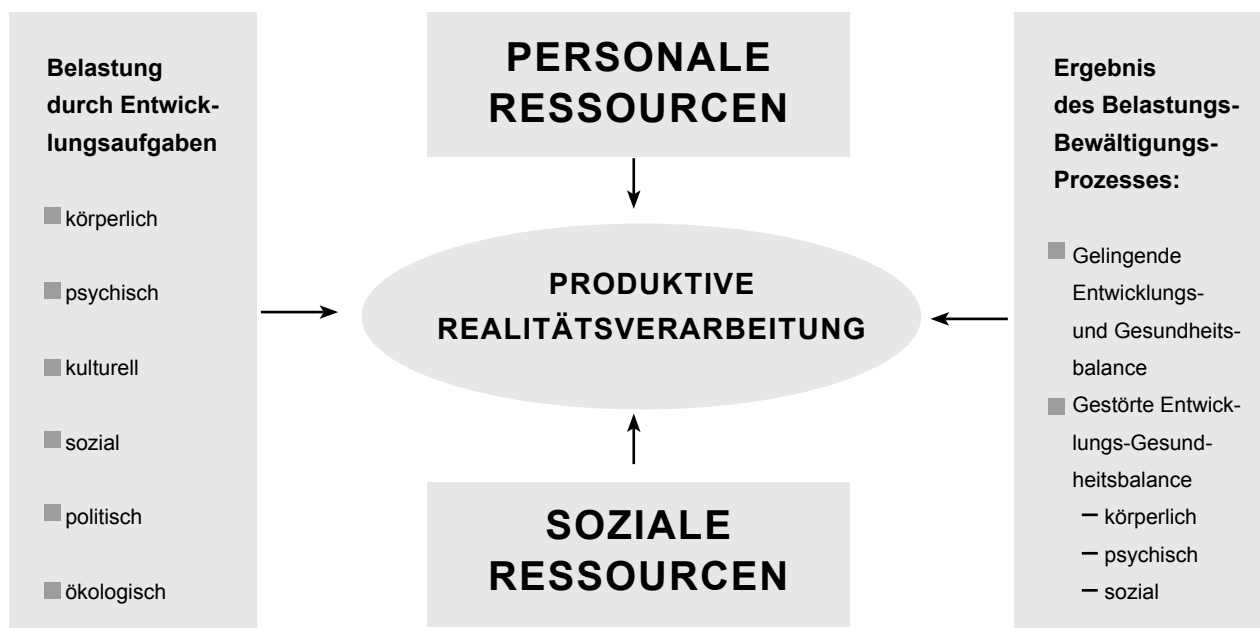 Belastung
durch Entwick-
lungsaufgaben
körperlich
psychisch
kulturell
sozial
politisch
ökologisch
PERSONALE
RESSOURCEN
PRODUKTIVE
REALITÄTSVERARBEITUNG
SOZIALE
RESSOURCEN
Ergebnis
des Belastungs-
Bewältigungs-
Prozesses:
Gelingende
Entwicklungs-
und Gesundheits-
balance
Gestörte Entwick-
lungs-Gesund-
heitsbalance
– körperlich
– psychisch
– sozial